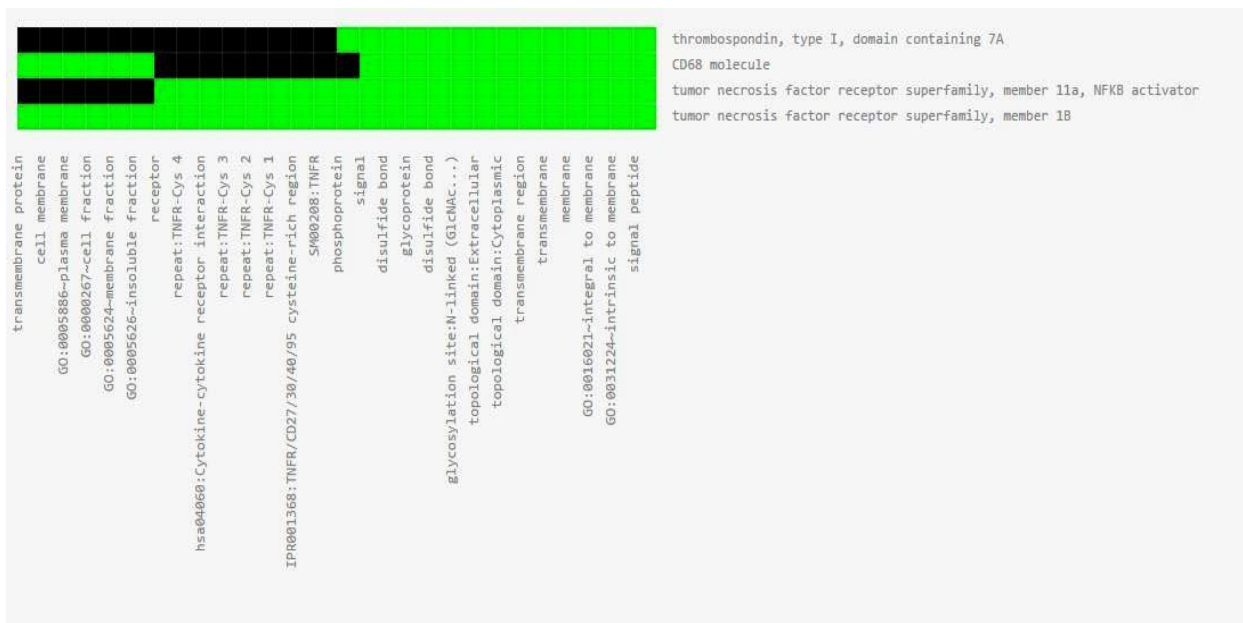 thrombospondin, type I, domain containing 7A
CD68 molecule
tumor necrosis factor receptor superfamily, member 11a, NFKB activator
tumor necrosis factor receptor superfamily, member 1B
transmembrane protein
cell membrane
GO:0005886~plasma membrane
GO:0000267~cell fraction
GO:0005624~membrane fraction
GO:0005626~insoluble fraction
receptor
repeat:TNFR-Cys 4
hsa04060:Cytokine-cytokine receptor interaction
repeat:TNFR-Cys 3
repeat:TNFR-Cys 2
repeat:TNFR-Cys 1
IPR001368:TNFR/CD27/30/40/95 cysteine-rich region
SM00208:TNFR
phosphoprotein
signal
disulfide bond
glycoprotein
disulfide bond
glycosylation site:N-linked (GlcNAc...)
topological domain:Extracellular
topological domain:Cytoplasmic
transmembrane region
transmembrane
membrane
GO:0016021~integral to membrane
GO:0031224~intrinsic to membrane
signal peptide